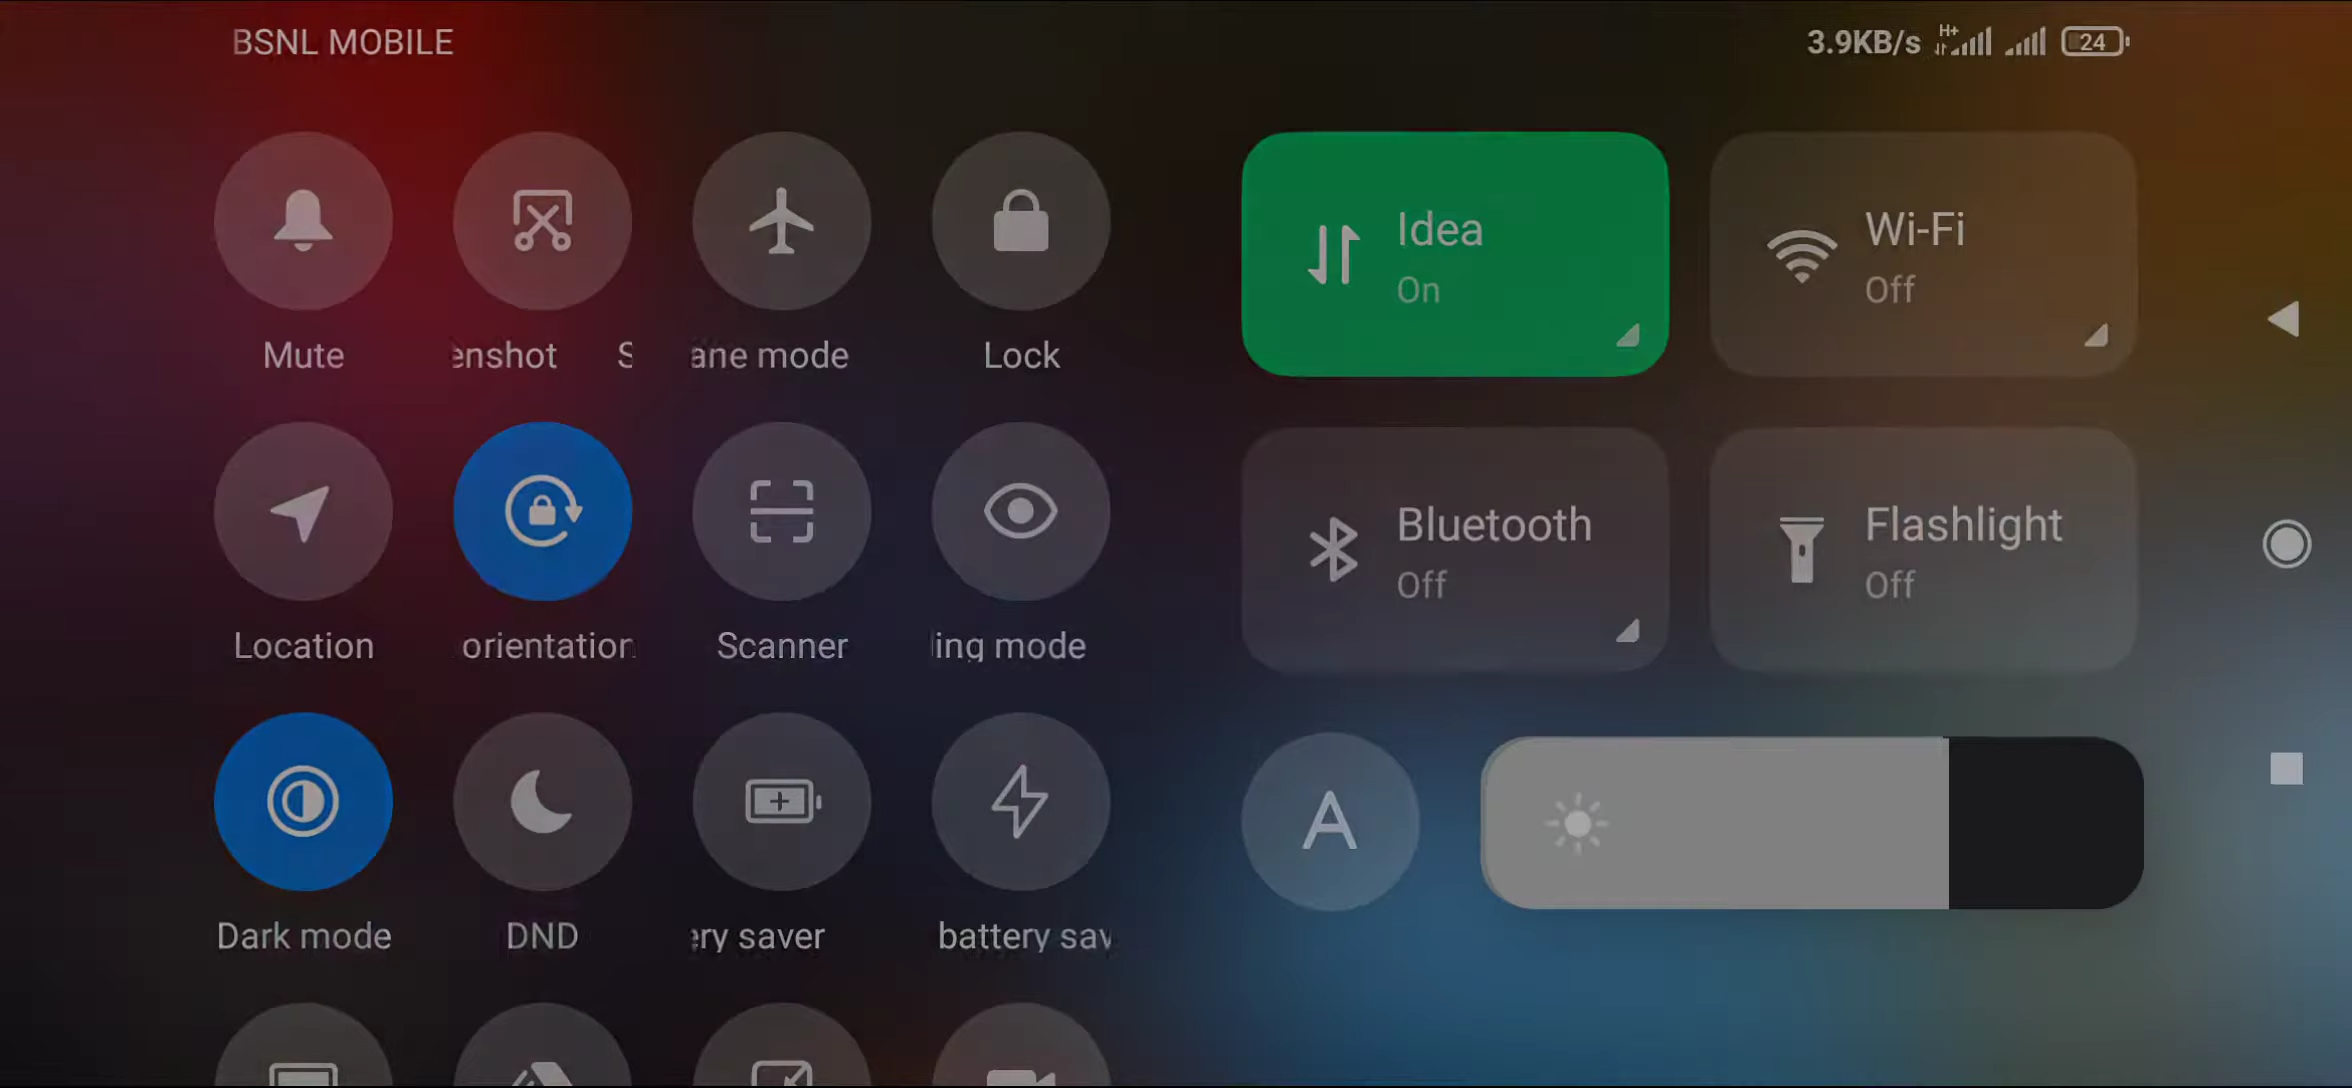 BSNL MOBILE
3.9KB/s H+ 24
Mute
enshot S
ane mode
Lock
Idea
On
Wi-Fi
Off
Location
orientation
Scanner
ing mode
Bluetooth
Off
Flashlight
Off
Dark mode
DND
ery saver
battery sav
A